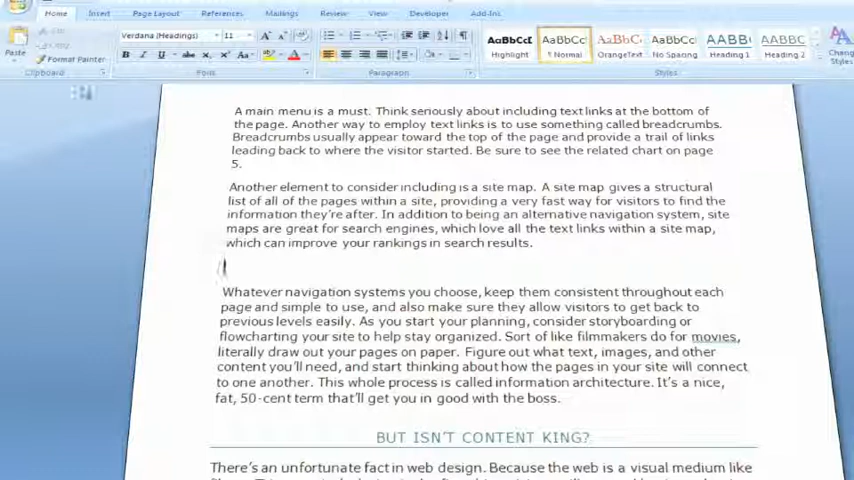 Home Insert Page Layout References Mailings Review View Developer Add-Ins
Verdana (Headings) 11
Paste
Format Painter
AaBbCcI AaBbCcI AaBbCc AaBbCcI AABBC AABBCC
Highlight ¶ Normal OrangeText No Spacing Heading 1 Heading 2 Change Styles
Clipboard Font Paragraph Styles
A main menu is a must. Think seriously about including text links at the bottom of
the page. Another way to employ text links is to use something called breadcrumbs.
Breadcrumbs usually appear toward the top of the page and provide a trail of links
leading back to where the visitor started. Be sure to see the related chart on page
5.
Another element to consider including is a site map. A site map gives a structural
list of all of the pages within a site, providing a very fast way for visitors to find the
information they're after. In addition to being an alternative navigation system, site
maps are great for search engines, which love all the text links within a site map,
which can improve your rankings in search results.
Whatever navigation systems you choose, keep them consistent throughout each
page and simple to use, and also make sure they allow visitors to get back to
previous levels easily. As you start your planning, consider storyboarding or
flowcharting your site to help stay organized. Sort of like filmmakers do for movies,
literally draw out your pages on paper. Figure out what text, images, and other
content you'll need, and start thinking about how the pages in your site will connect
to one another. This whole process is called information architecture. It's a nice,
fat, 50-cent term that'll get you in good with the boss.
BUT ISN'T CONTENT KING?
There's an unfortunate fact in web design. Because the web is a visual medium like